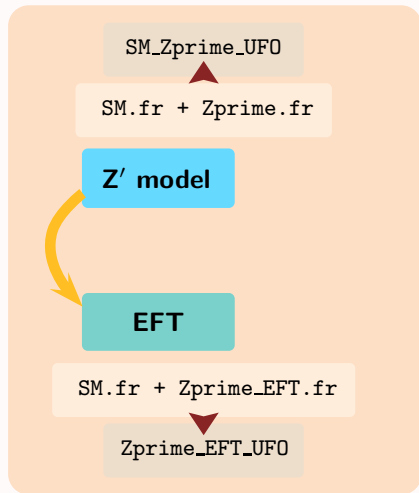 SM_Zprime_UFO
SM.fr + Zprime.fr
Z′ model
EFT
SM.fr + Zprime_EFT.fr
Zprime_EFT_UFO